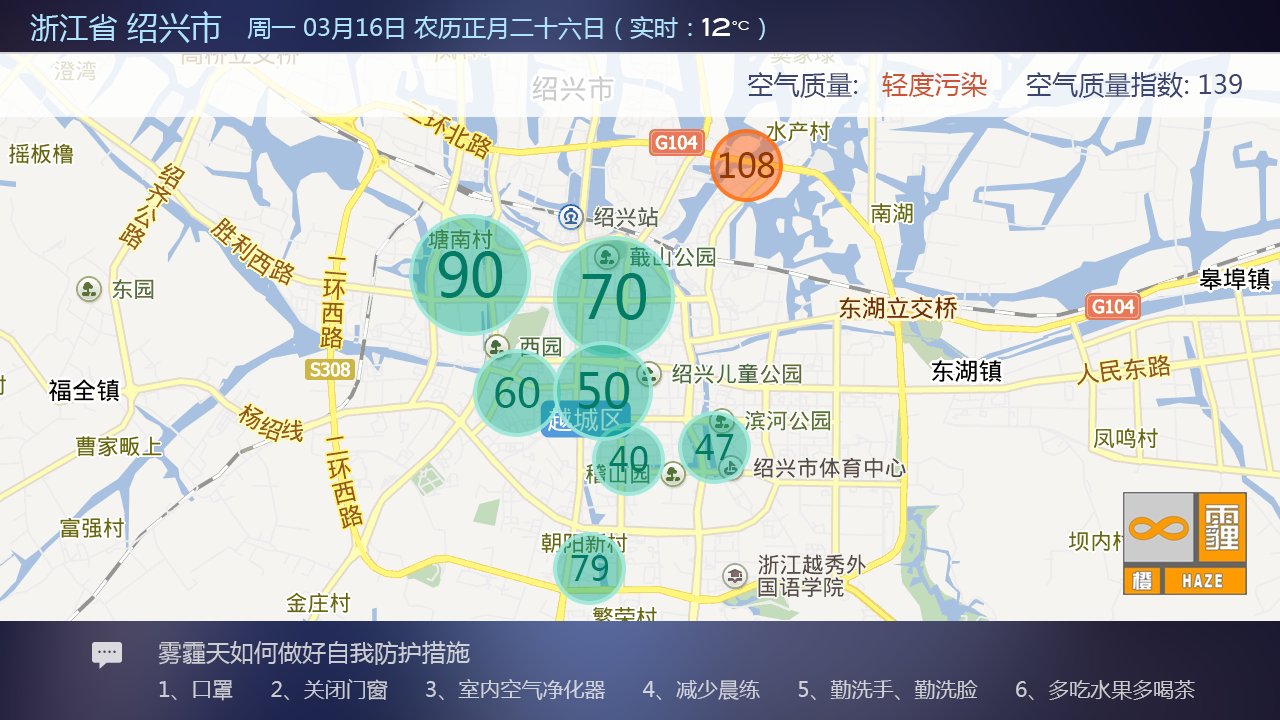 浙江省 绍兴市 周一 03月16日 农历正月二十六日（实时：12℃）
澄湾
绍兴市
空气质量: 轻度污染 空气质量指数: 139
二环北路
G104
水产村
108
摇板橹
绍齐公路
南湖
绍兴站
胜利西路
塘南村
90
蕺山公园
70
二环西路
东园
皋埠镇
东湖立交桥
G104
西园
S308
福全镇
60
50
绍兴儿童公园
东湖镇
人民东路
杨绍线
越城区
滨河公园
曹家畈上
47
凤鸣村
40
稽山园
绍兴市体育中心
二环西路
富强村
坝内村
霾
橙
HAZE
朝阳新村
79
浙江越秀外
国语学院
金庄村
繁荣村
雾霾天如何做好自我防护措施
1、口罩 2、关闭门窗 3、室内空气净化器 4、减少晨练 5、勤洗手、勤洗脸 6、多吃水果多喝茶